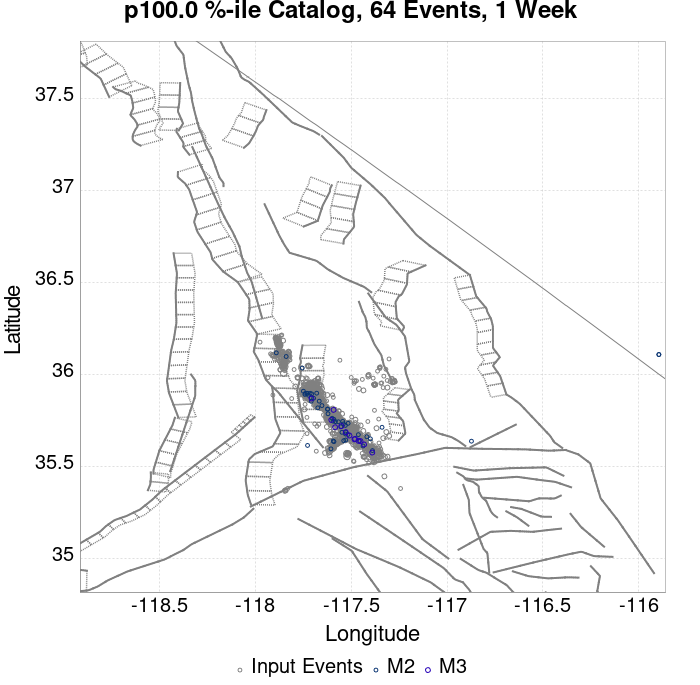 p100.0 %-ile Catalog, 64 Events, 1 Week
37.5
37
36.5
36
35.5
35
Latitude
-118.5 -118 -117.5 -117 -116.5 -116
Longitude
Input Events M2 M3